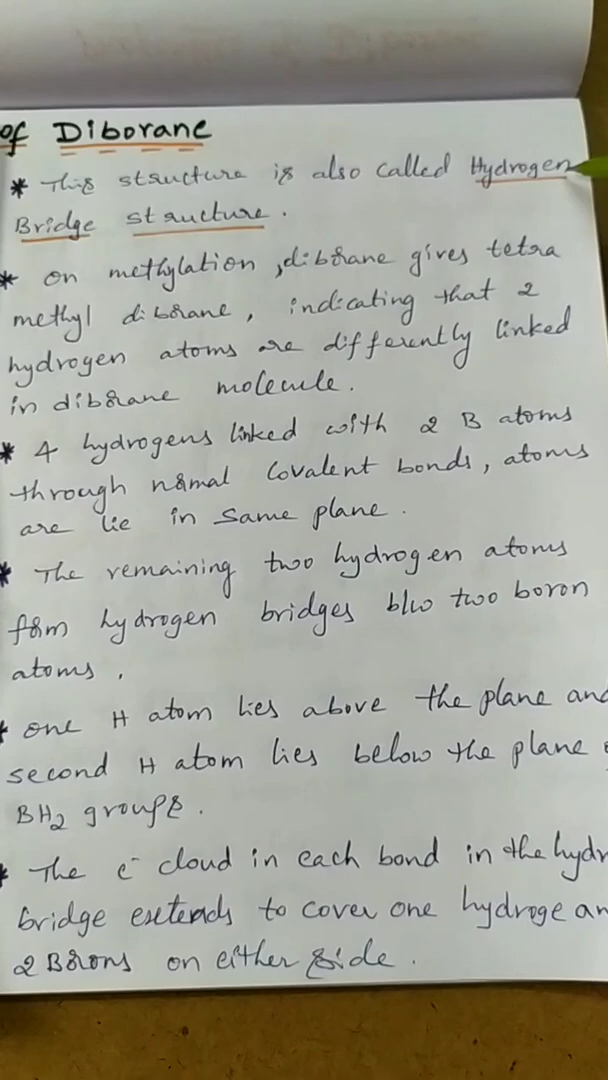 of Diborane
* This structure is also called Hydrogen
Bridge structure.
* on methylation, diborane gives tetra
methyl diborane, indicating that 2
hydrogen atoms are differently linked
in diborane molecule.
* 4 hydrogens linked with 2 B atoms
through normal covalent bonds, atoms
are lie in same plane.
* The remaining two hydrogen atoms
form hydrogen bridges b/w two boron
atoms.
* one H atom lies above the plane and
second H atom lies below the plane
BH2 groups.
* The e⁻ cloud in each bond in the hydr
bridge extends to cover one hydroge an
2 Borons on either side.